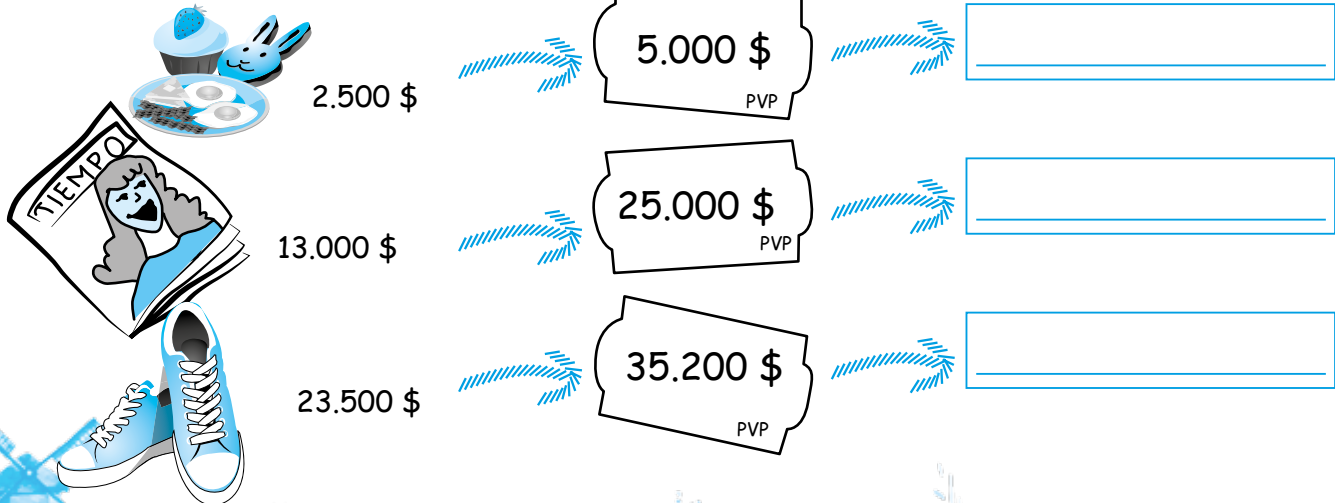 2.500 $
5.000 $
PVP
TIEMPO
13.000 $
25.000 $
PVP
23.500 $
35.200 $
PVP